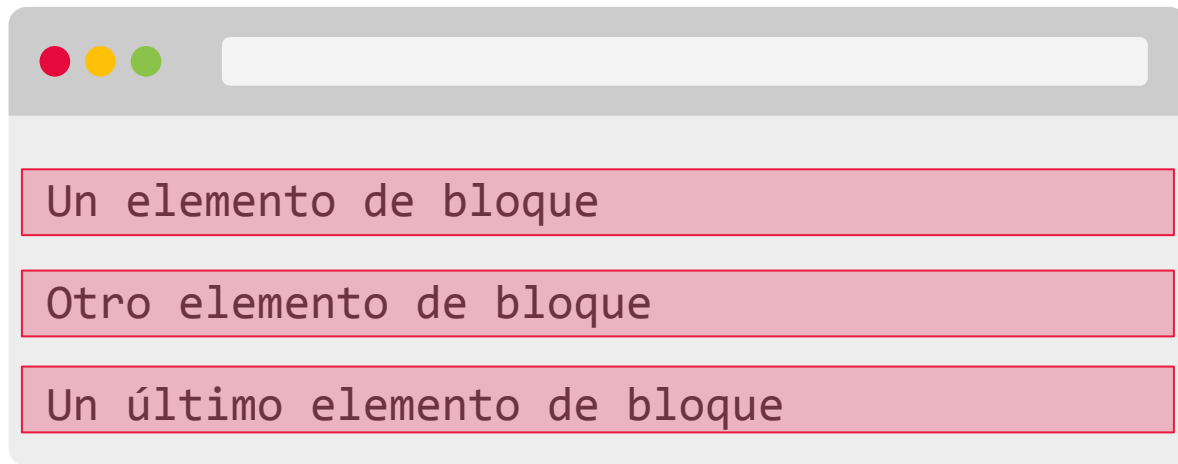 Un elemento de bloque
Otro elemento de bloque
Un último elemento de bloque